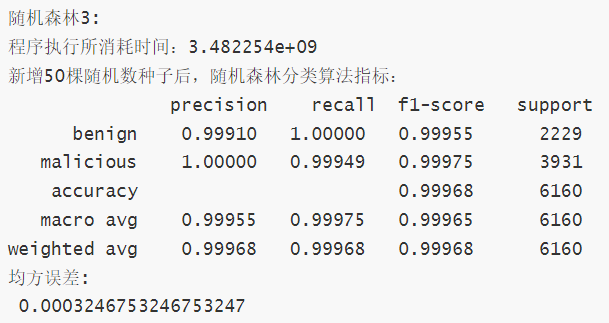 随机森林3:
程序执行所消耗时间：3.482254e+09
新增50棵随机数种子后，随机森林分类算法指标：
precision recall f1-score support
benign 0.99910 1.00000 0.99955 2229
malicious 1.00000 0.99949 0.99975 3931
accuracy 0.99968 6160
macro avg 0.99955 0.99975 0.99965 6160
weighted avg 0.99968 0.99968 0.99968 6160
均方误差:
0.0003246753246753247